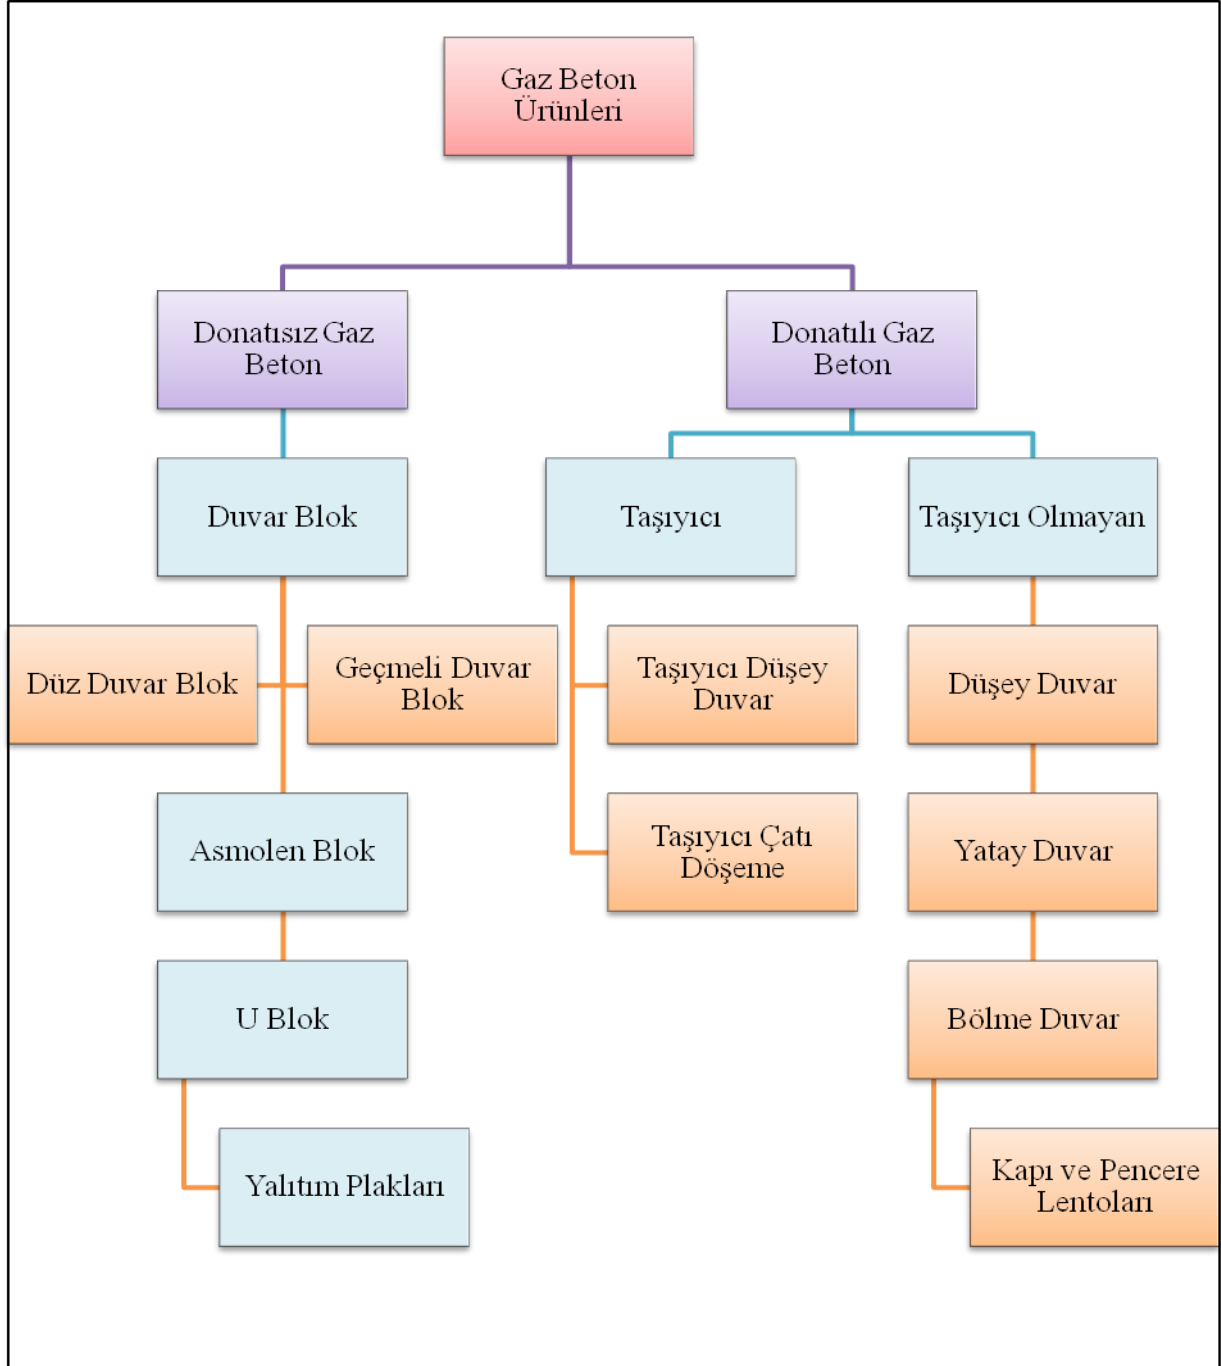 Gaz Beton
Ürünleri
Donatısız Gaz
Beton
Donatılı Gaz
Beton
Duvar Blok
Taşıyıcı
Taşıyıcı Olmayan
Düz Duvar Blok
Geçmeli Duvar
Blok
Taşıyıcı Düşey
Duvar
Düşey Duvar
Asmolen Blok
Taşıyıcı Çatı
Döşeme
Yatay Duvar
U Blok
Bölme Duvar
Yalıtım Plakları
Kapı ve Pencere
Lentoları